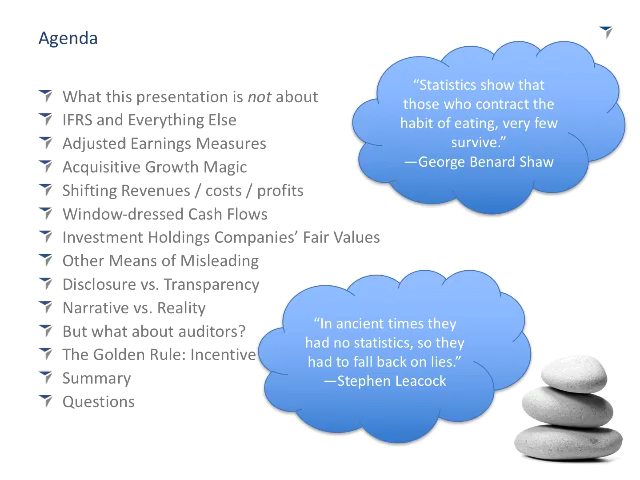 Agenda
What this presentation is not about
IFRS and Everything Else
Adjusted Earnings Measures
Acquisitive Growth Magic
Shifting Revenues / costs / profits
Window-dressed Cash Flows
Investment Holdings Companies’ Fair Values
Other Means of Misleading
Disclosure vs. Transparency
Narrative vs. Reality
But what about auditors?
The Golden Rule: Incentive
Summary
Questions
“Statistics show that
those who contract the
habit of eating, very few
survive.”
—George Benard Shaw
“In ancient times they
had no statistics, so they
had to fall back on lies.”
—Stephen Leacock